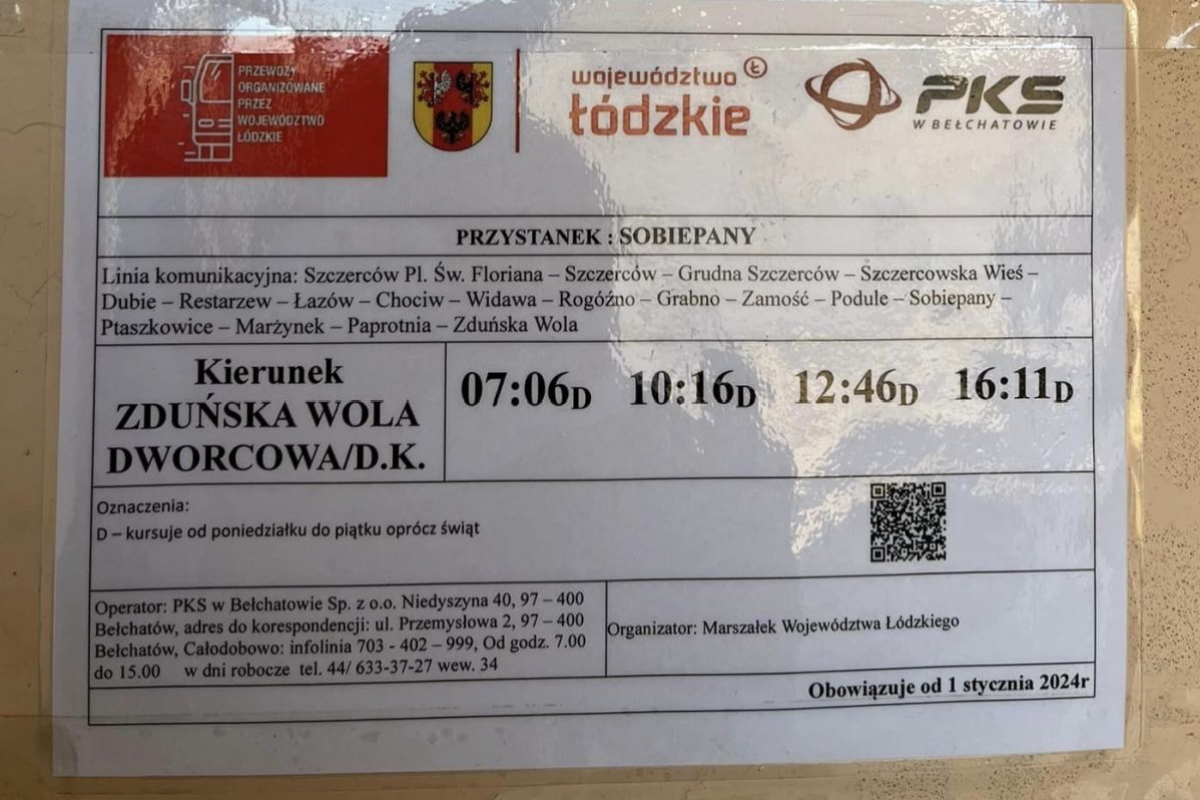 PRZEWOZY
ORGANIZOWANE
PRZEZ
WOJEWÓDZTWO
ŁÓDZKIE
województwo Ł
łódzkie
PKS
W BEŁCHATOWIE
PRZYSTANEK : SOBIEPANY
Linia komunikacyjna: Szczerców Pl. Św. Floriana – Szczerców – Grudna Szczerców – Szczercowska Wieś –
Dubie – Restarzew – Łazów – Chociw – Widawa – Rogóźno – Grabno – Zamość – Podule – Sobiepany –
Ptaszkowice – Marżynek – Paprotnia – Zduńska Wola
Kierunek
ZDUŃSKA WOLA
DWORCOWA/D.K.
07:06D 10:16D 12:46D 16:11D
Oznaczenia:
D – kursuje od poniedziałku do piątku oprócz świąt
Operator: PKS w Bełchatowie Sp. z o.o. Niedyszyna 40, 97 – 400
Bełchatów, adres do korespondencji: ul. Przemysłowa 2, 97 – 400
Bełchatów, Całodobowo: infolinia 703 - 402 – 999, Od godz. 7.00
do 15.00 w dni robocze tel. 44/ 633-37-27 wew. 34
Organizator: Marszałek Województwa Łódzkiego
Obowiązuje od 1 stycznia 2024r